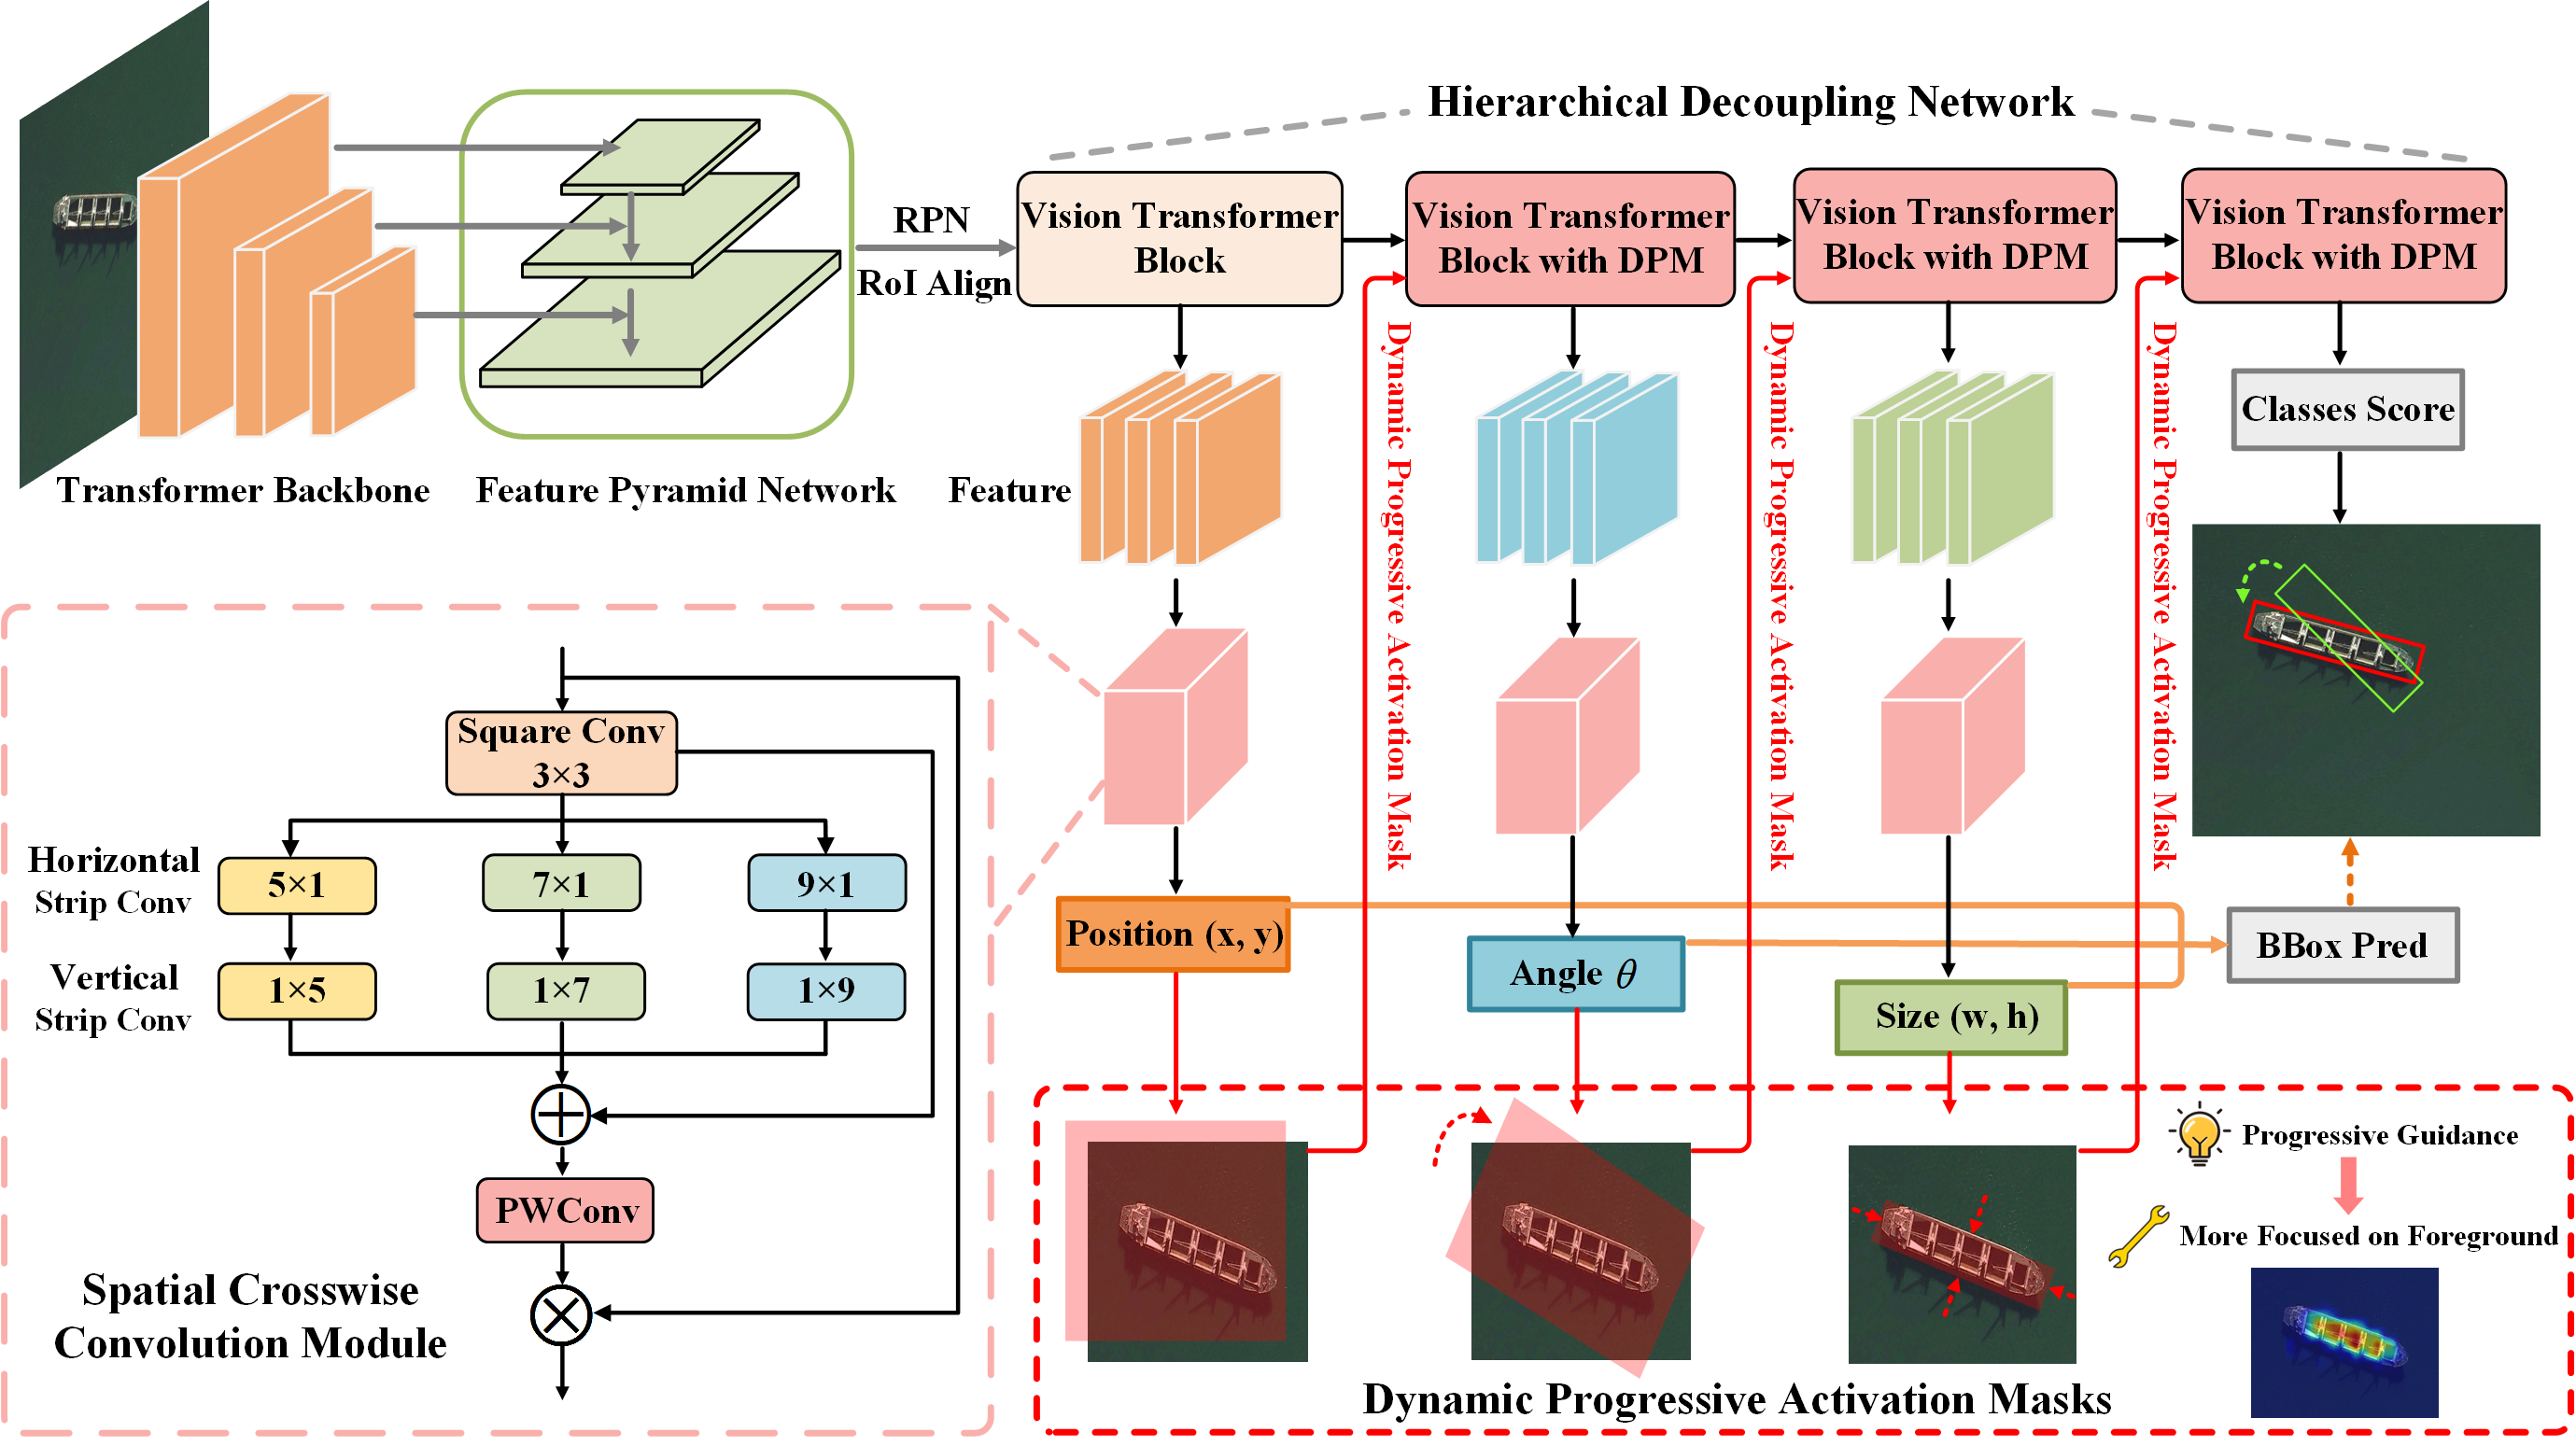 Hierarchical Decoupling Network
RPN
RoI Align
Vision Transformer
Block
Vision Transformer
Block with DPM
Vision Transformer
Block with DPM
Vision Transformer
Block with DPM
Transformer Backbone
Feature Pyramid Network
Feature
Classes Score
Dynamic Progressive Activation Mask
Dynamic Progressive Activation Mask
Dynamic Progressive Activation Mask
Square Conv
3×3
Horizontal
Strip Conv
5×1
7×1
9×1
Vertical
Strip Conv
1×5
1×7
1×9
PWConv
Spatial Crosswise
Convolution Module
Position (x, y)
Angle θ
Size (w, h)
BBox Pred
Progressive Guidance
More Focused on Foreground
Dynamic Progressive Activation Masks